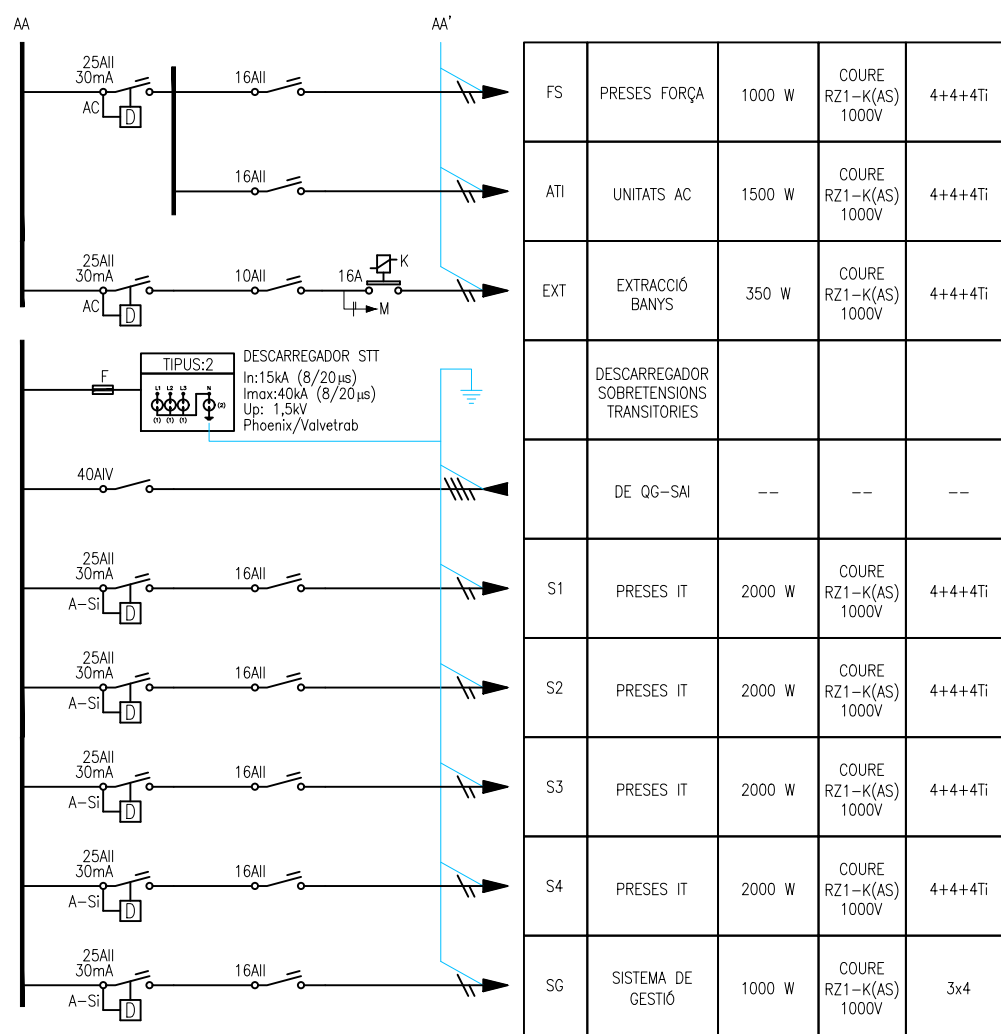 AA
AA'
25AII
30mA
AC
D
16AII
FS
PRESES FORÇA
1000 W
COURE
RZ1-K(AS)
1000V
4+4+4Ti
16AII
ATI
UNITATS AC
1500 W
COURE
RZ1-K(AS)
1000V
4+4+4Ti
25AII
30mA
AC
D
10AII
16A
K
M
EXT
EXTRACCIÓ
BANYS
350 W
COURE
RZ1-K(AS)
1000V
4+4+4Ti
F
TIPUS:2
L1 L2 L3 N
(1) (1) (1) (2)
DESCARREGADOR STT
In:15kA (8/20µs)
Imax:40kA (8/20µs)
Up: 1,5kV
Phoenix/Valvetrab
DESCARREGADOR
SOBRETENSIONS
TRANSITORIES
40AIV
DE QG-SAI
--
--
--
25AII
30mA
A-Si
D
16AII
S1
PRESES IT
2000 W
COURE
RZ1-K(AS)
1000V
4+4+4Ti
25AII
30mA
A-Si
D
16AII
S2
PRESES IT
2000 W
COURE
RZ1-K(AS)
1000V
4+4+4Ti
25AII
30mA
A-Si
D
16AII
S3
PRESES IT
2000 W
COURE
RZ1-K(AS)
1000V
4+4+4Ti
25AII
30mA
A-Si
D
16AII
S4
PRESES IT
2000 W
COURE
RZ1-K(AS)
1000V
4+4+4Ti
25AII
30mA
A-Si
D
16AII
SG
SISTEMA DE
GESTIÓ
1000 W
COURE
RZ1-K(AS)
1000V
3x4